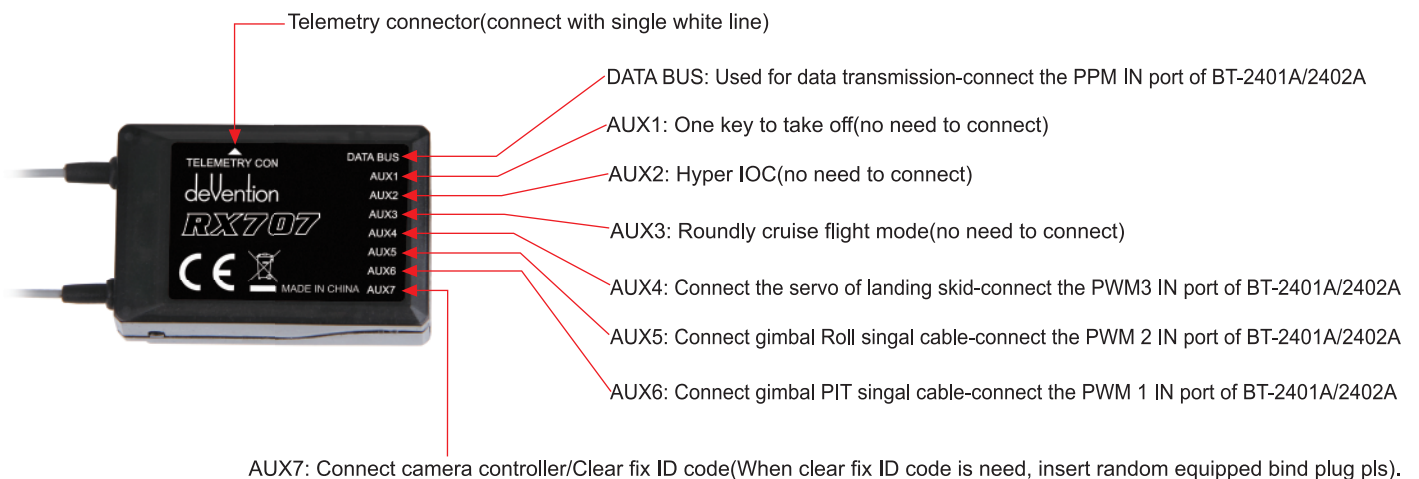 Telemetry connector(connect with single white line)
DATA BUS: Used for data transmission-connect the PPM IN port of BT-2401A/2402A
AUX1: One key to take off(no need to connect)
AUX2: Hyper IOC(no need to connect)
AUX3: Roundly cruise flight mode(no need to connect)
AUX4: Connect the servo of landing skid-connect the PWM3 IN port of BT-2401A/2402A
AUX5: Connect gimbal Roll singal cable-connect the PWM 2 IN port of BT-2401A/2402A
AUX6: Connect gimbal PIT singal cable-connect the PWM 1 IN port of BT-2401A/2402A
AUX7: Connect camera controller/Clear fix ID code(When clear fix ID code is need, insert random equipped bind plug pls).
TELEMETRY CON
deVention
RX707
CE
MADE IN CHINA
DATA BUS
AUX1
AUX2
AUX3
AUX4
AUX5
AUX6
AUX7